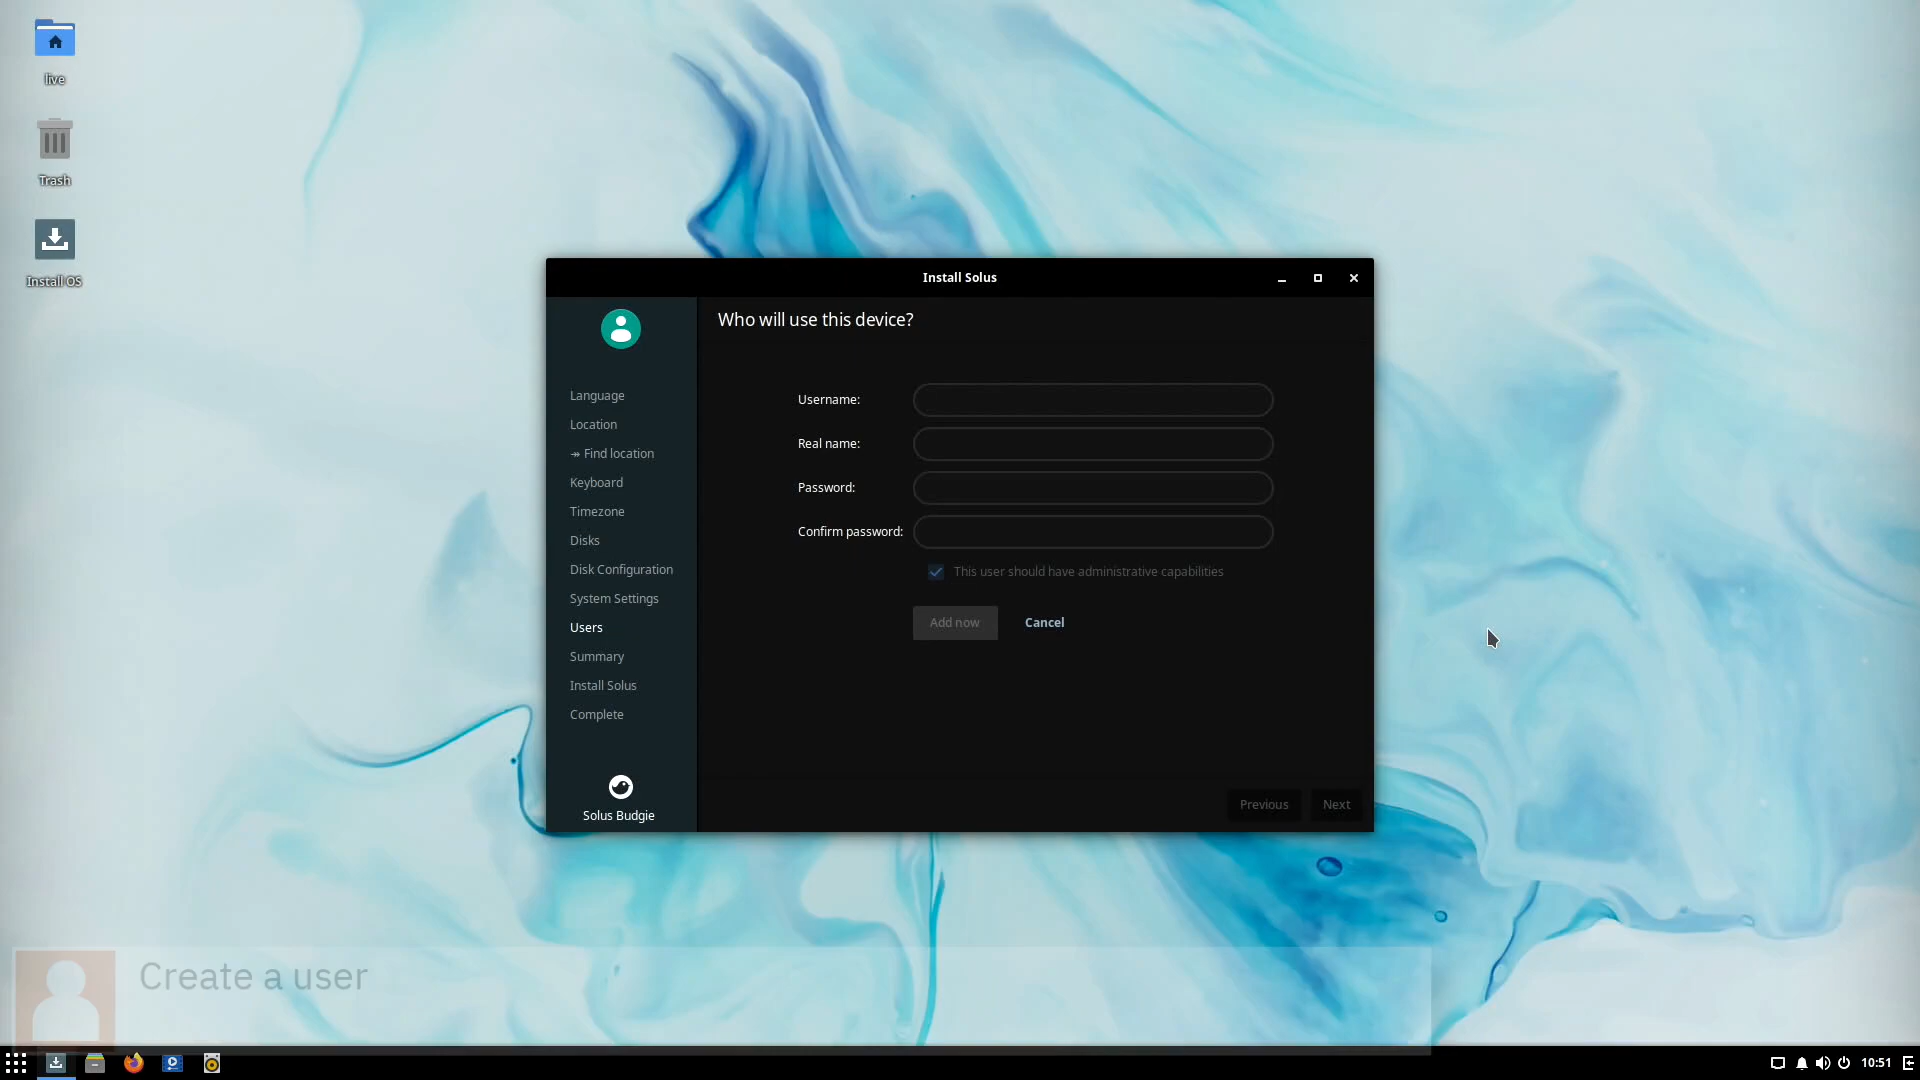 live
Trash
Install OS
Install Solus
Who will use this device?
Language
Location
↠ Find location
Keyboard
Timezone
Disks
Disk Configuration
System Settings
Users
Summary
Install Solus
Complete
Solus Budgie
Username:
Real name:
Password:
Confirm password:
This user should have administrative capabilities
Add now
Cancel
Previous
Next
Create a user
10:51